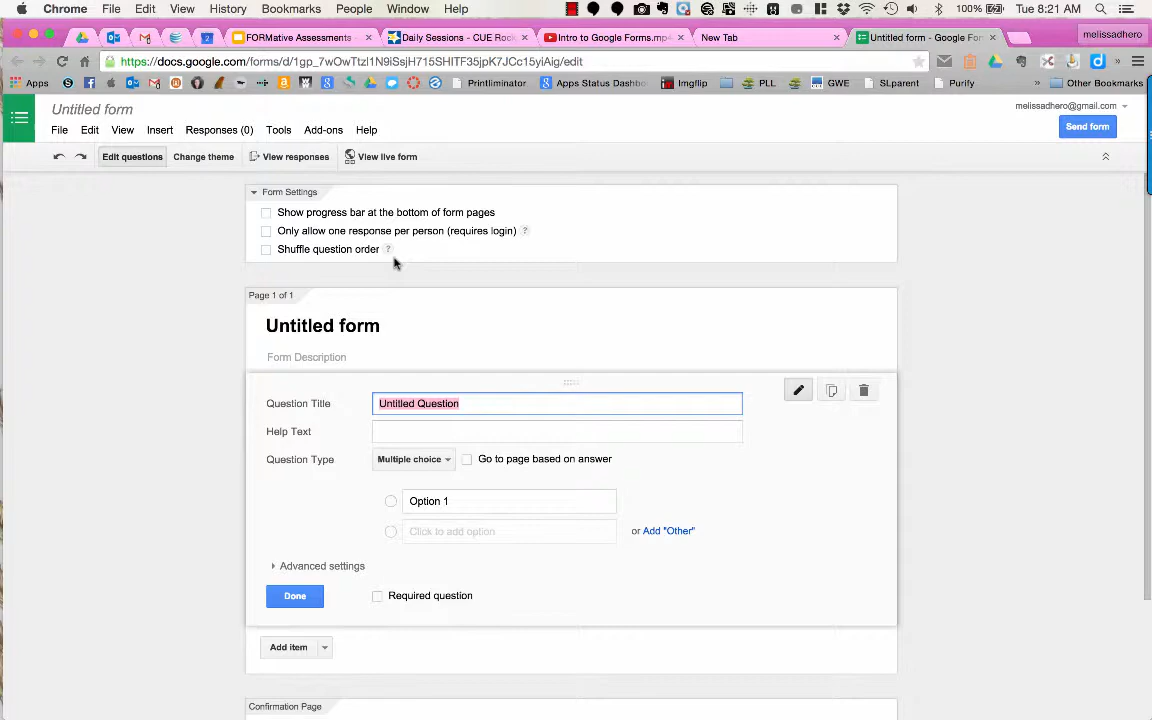 Chrome File Edit View History Bookmarks People Window Help 100% Tue 8:21 AM
FORMative Assessments Daily Sessions - CUE Roc Intro to Google Forms.mp4 New Tab Untitled form - Google Fo melissadhero
https://docs.google.com/forms/d/1gp_7wOwTtzl1N9iSsjH715SHITF35jpK7JCc15yiAig/edit
Apps Printliminator Apps Status Dashbo PLL GWE Imgflip SLparent Purify » Other Bookmarks
Untitled form
melissadhero@gmail.com
File Edit View Insert Responses (0) Tools Add-ons Help
Send form
Edit questions Change theme View responses View live form
Form Settings
Show progress bar at the bottom of form pages
Only allow one response per person (requires login) ?
Shuffle question order ?
Page 1 of 1
Untitled form
Form Description
Question Title Untitled Question
Help Text
Question Type Multiple choice Go to page based on answer
Option 1
Click to add option or Add "Other"
Advanced settings
Done Required question
Add item
Confirmation Page